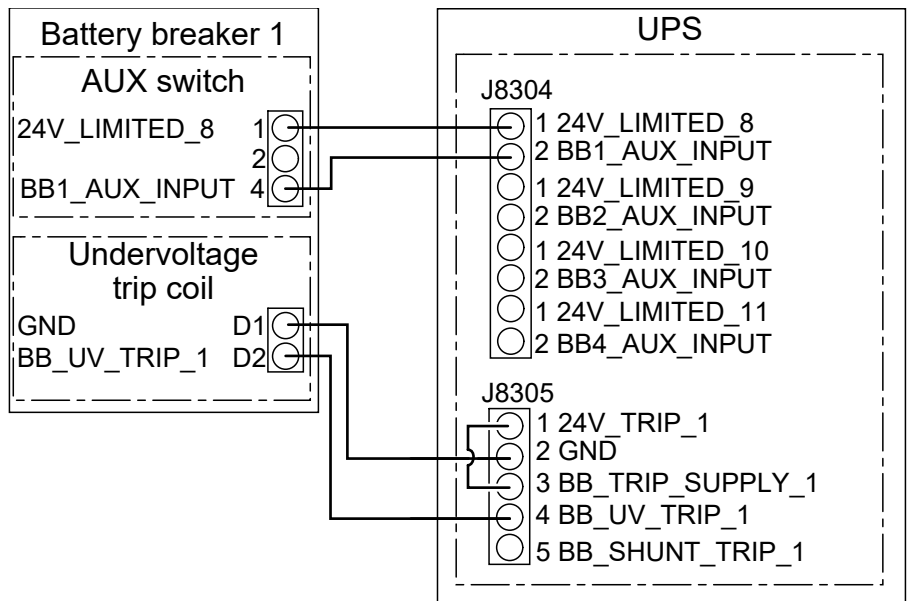 Battery breaker 1
AUX switch
24V_LIMITED_8 1
2
BB1_AUX_INPUT 4
Undervoltage
trip coil
GND D1
BB_UV_TRIP_1 D2
UPS
J8304
1 24V_LIMITED_8
2 BB1_AUX_INPUT
1 24V_LIMITED_9
2 BB2_AUX_INPUT
1 24V_LIMITED_10
2 BB3_AUX_INPUT
1 24V_LIMITED_11
2 BB4_AUX_INPUT
J8305
1 24V_TRIP_1
2 GND
3 BB_TRIP_SUPPLY_1
4 BB_UV_TRIP_1
5 BB_SHUNT_TRIP_1